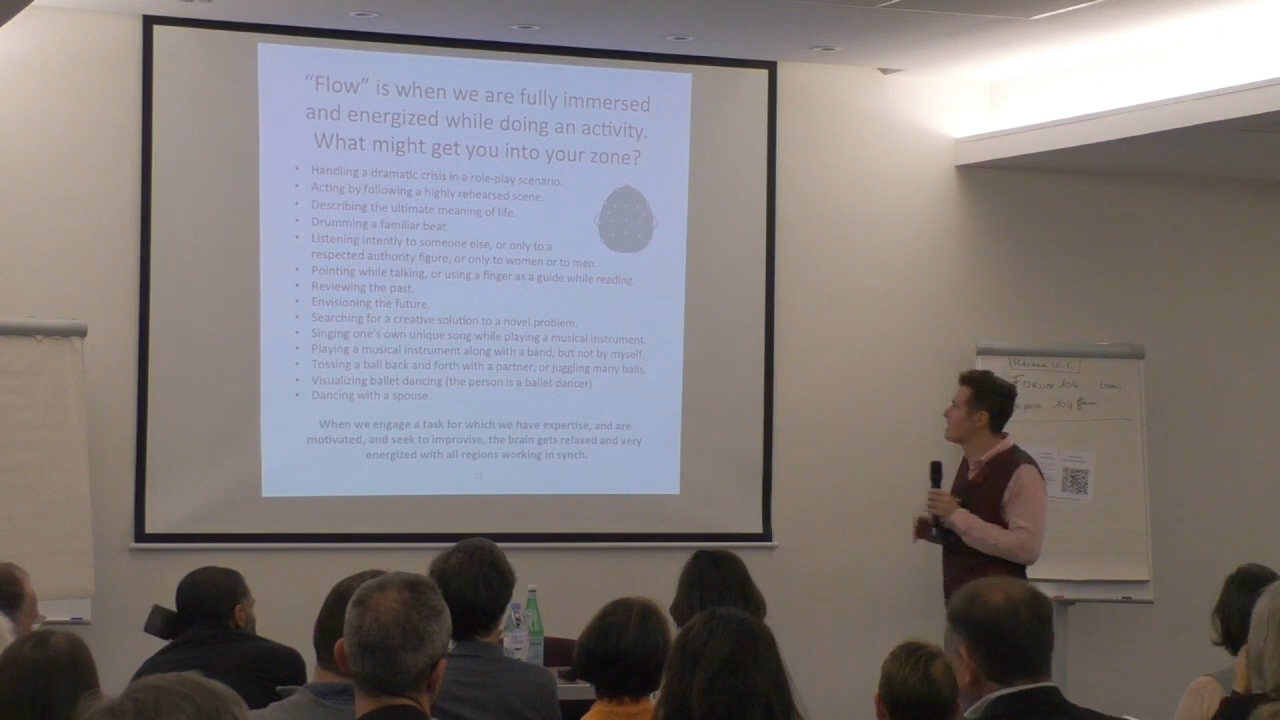 “Flow” is when we are fully immersed
and energized while doing an activity.
What might get you into your zone?
• Handling a dramatic crisis in a role-play scenario.
• Acting by following a highly rehearsed scene.
• Describing the ultimate meaning of life.
• Drumming a familiar beat.
• Listening intently to someone else, or only to a
respected authority figure, or only to women or to men.
• Pointing while talking, or using a finger as a guide while reading.
• Reviewing the past.
• Envisioning the future.
• Searching for a creative solution to a novel problem.
• Singing one's own unique song while playing a musical instrument.
• Playing a musical instrument along with a band, but not by myself.
• Tossing a ball back and forth with a partner, or juggling many balls.
• Visualizing ballet dancing (the person is a ballet dancer)
• Dancing with a spouse.
When we engage a task for which we have expertise, and are
motivated, and seek to improvise, the brain gets relaxed and very
energized with all regions working in synch.
Forum 104
104